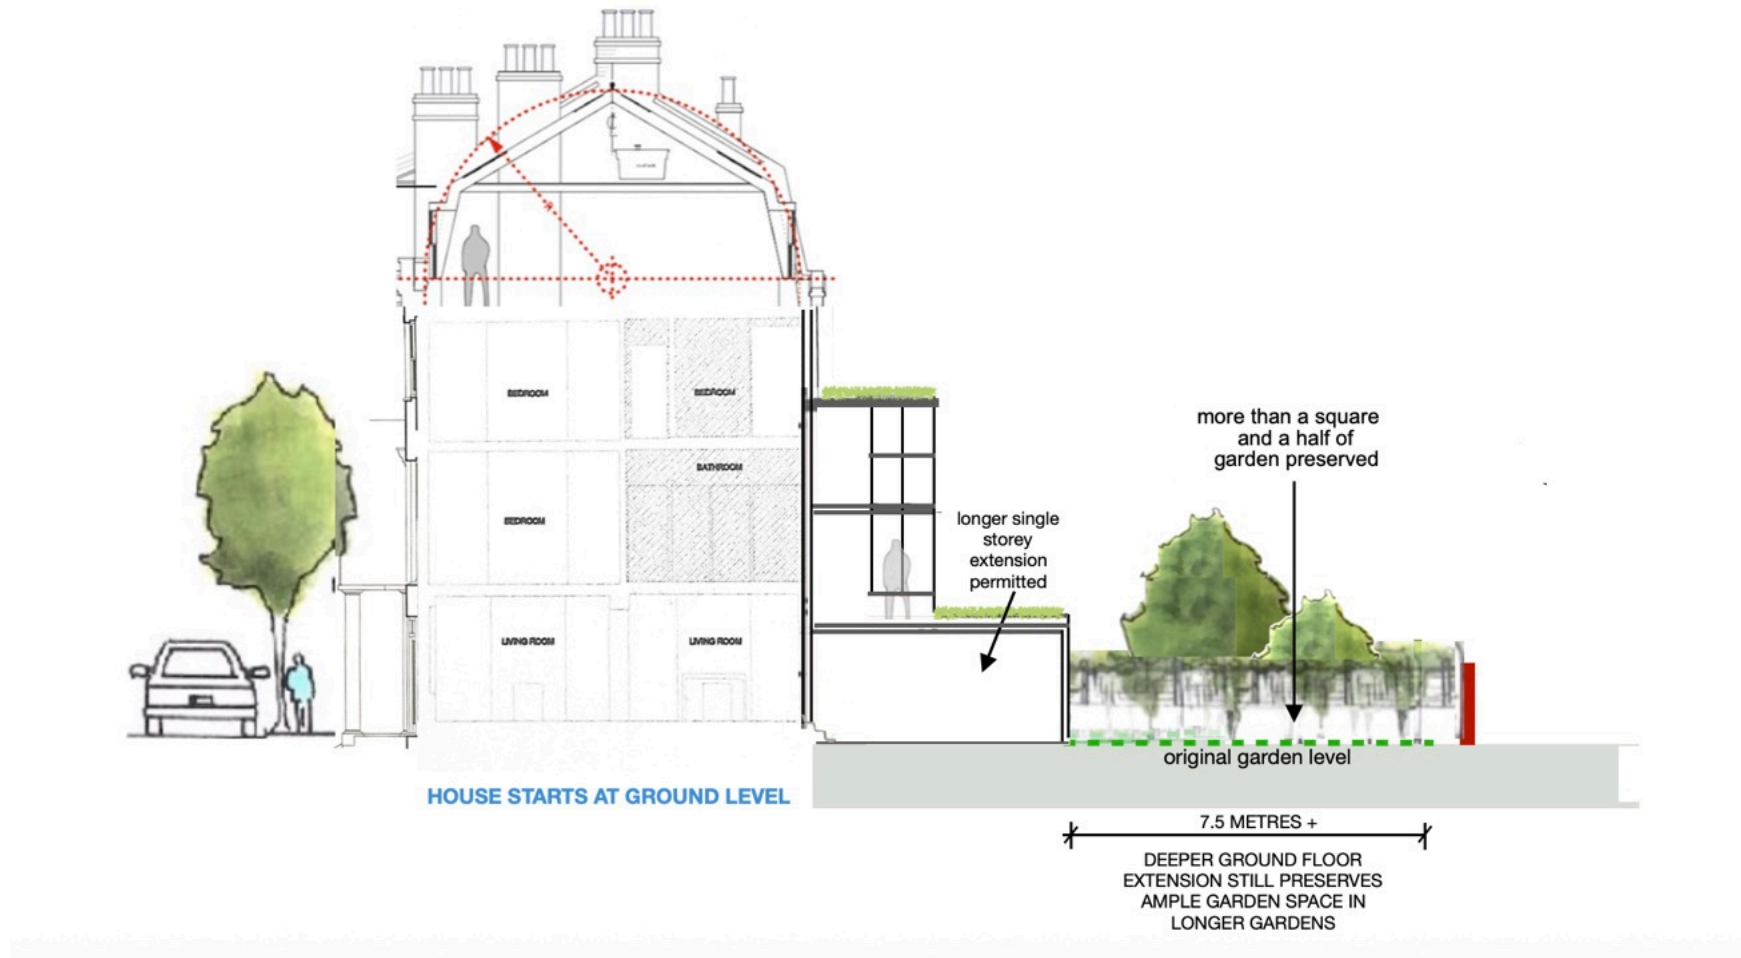 BEDROOM
BEDROOM
BATHROOM
BEDROOM
LIVING ROOM
LIVING ROOM
longer single
storey
extension
permitted
more than a square
and a half of
garden preserved
original garden level
HOUSE STARTS AT GROUND LEVEL
7.5 METRES +
DEEPER GROUND FLOOR
EXTENSION STILL PRESERVES
AMPLE GARDEN SPACE IN
LONGER GARDENS